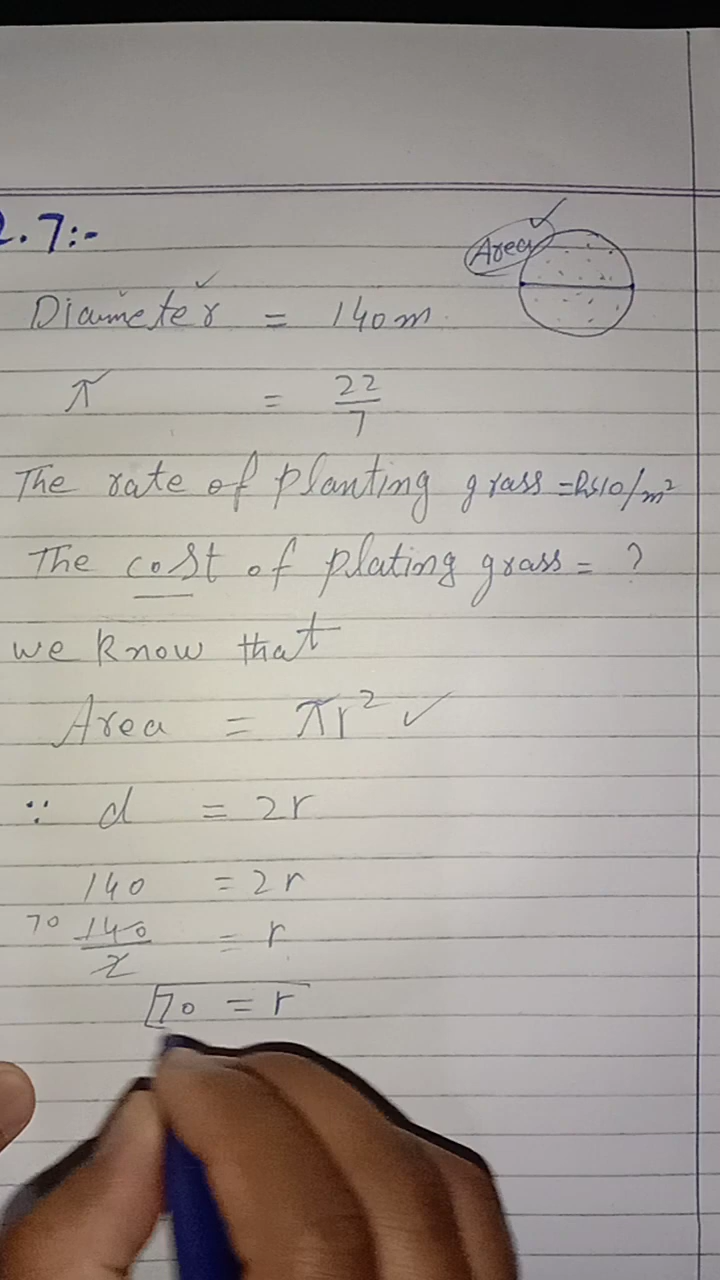 2.7:-
Area ✓
Diameter = 140m
π = 22/7
The rate of planting grass = Rs10/m²
The cost of plating grass = ?
we know that
Area = πr² ✓
∵ d = 2r
140 = 2r
70 140/2 = r
70 = r